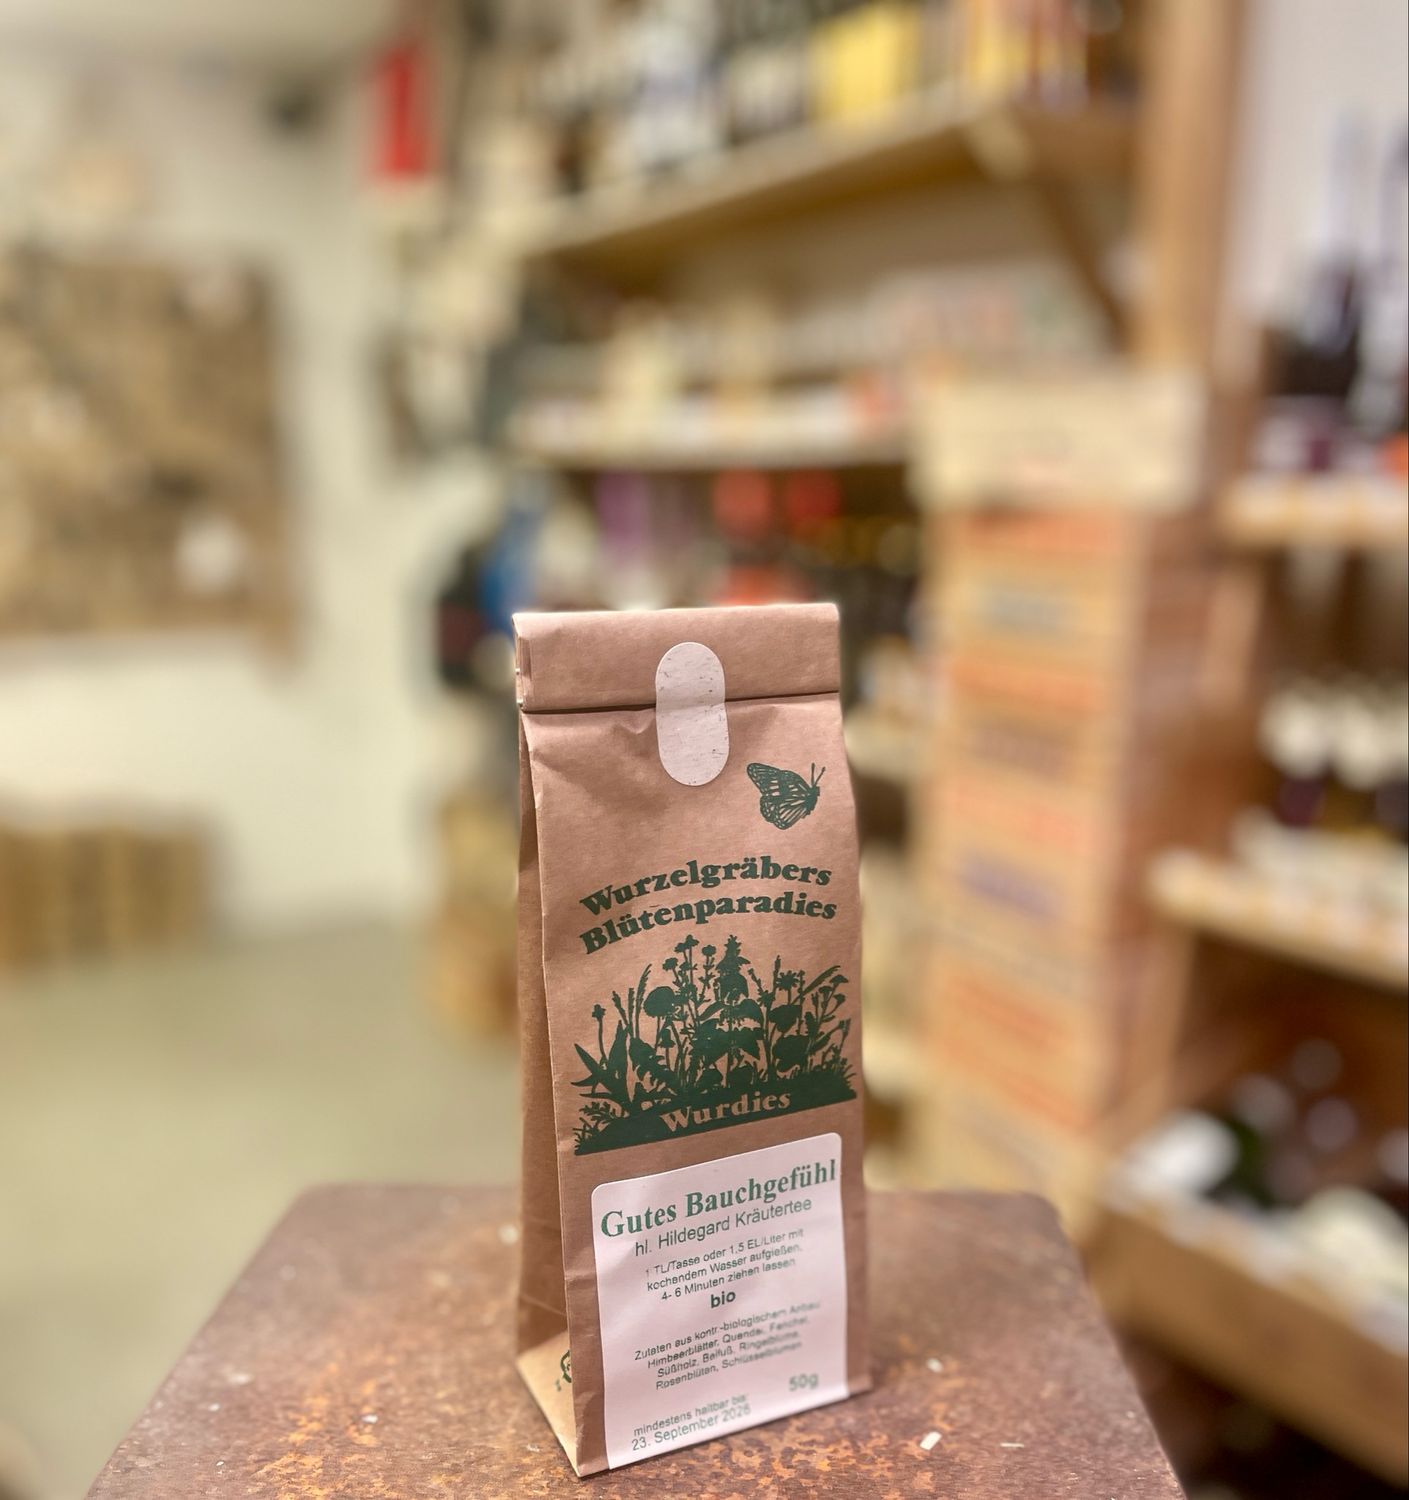 Wurzelgräbers
Blütenparadies
Wurdies
Gutes Bauchgefühl
hl. Hildegard Kräutertee
1 TL/Tasse oder 1,5 EL/Liter mit
kochendem Wasser aufgießen,
4- 6 Minuten ziehen lassen
bio
Zutaten aus kontr.-biologischem Anbau
Himbeerblätter, Quendel, Fenchel,
Süßholz, Beifuß, Ringelblume,
Rosenblüten, Schlüsselblumen
50g
mindestens haltbar bis:
23. September 2026